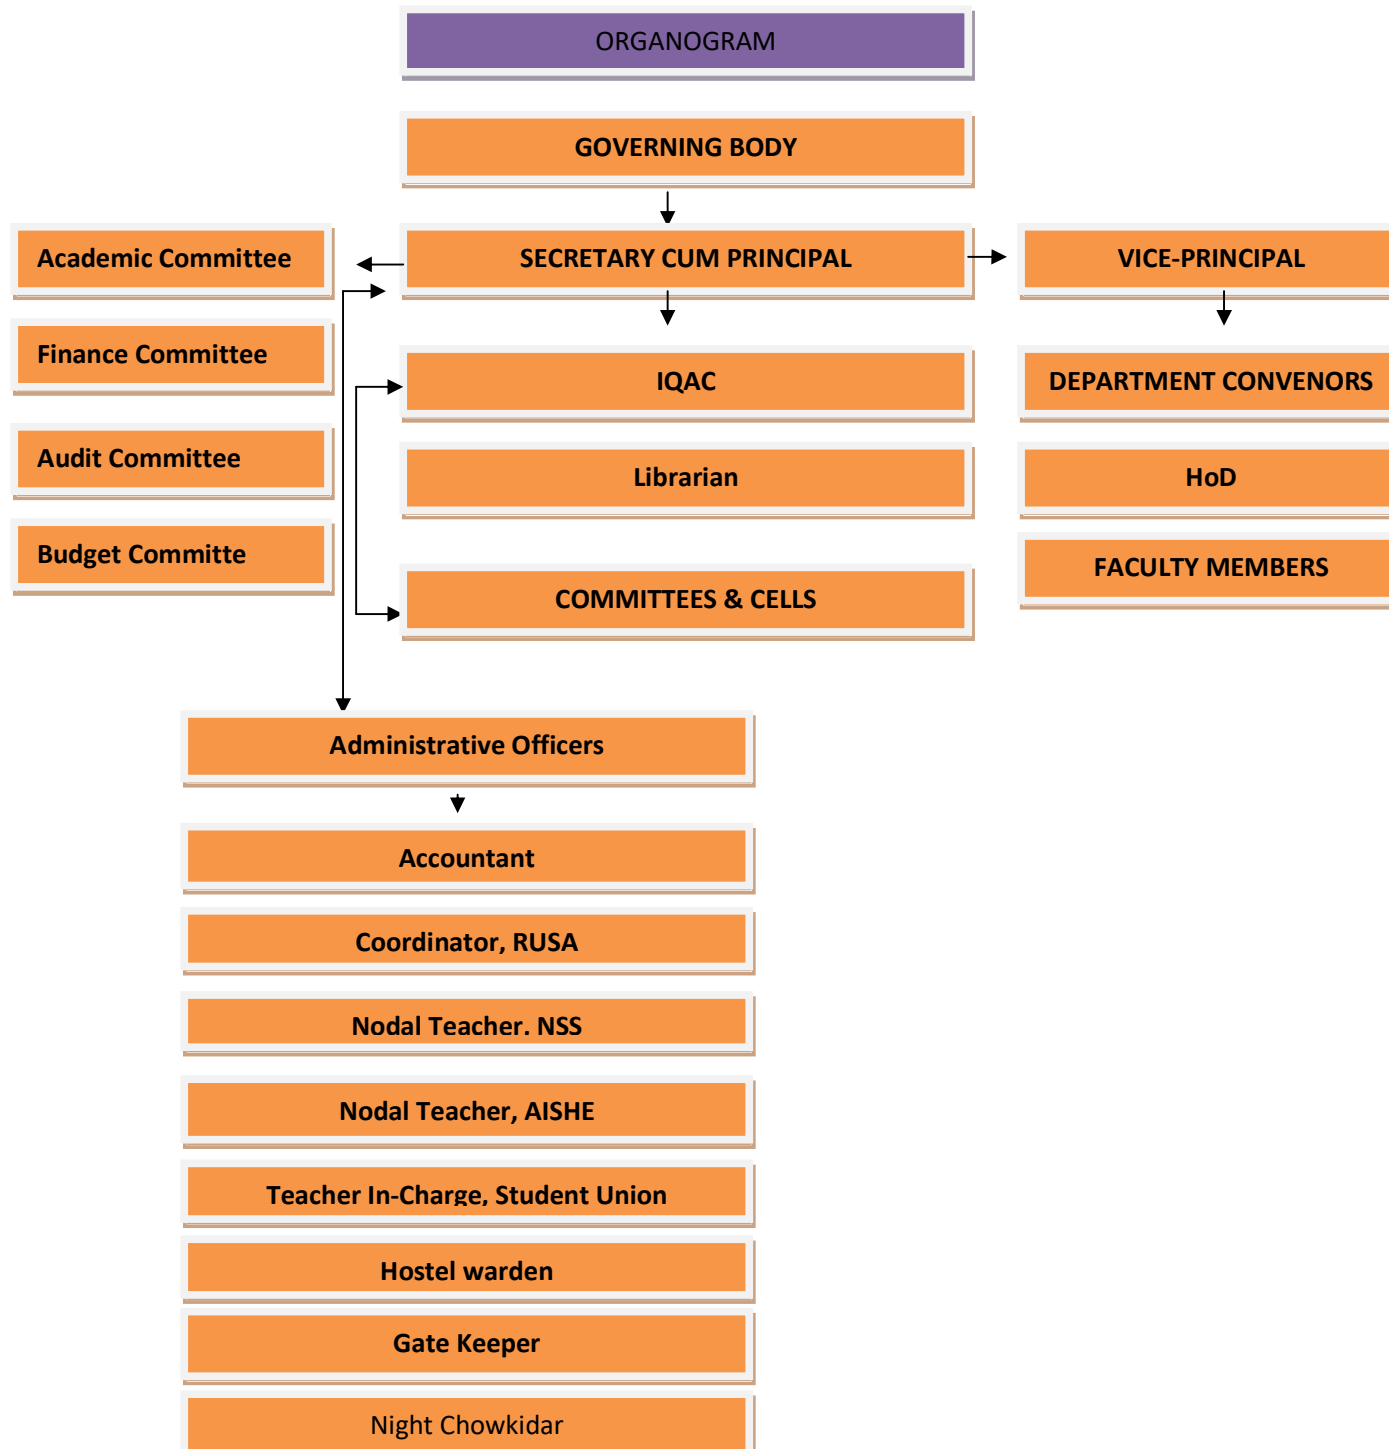 ORGANOGRAM
GOVERNING BODY
Academic Committee
SECRETARY CUM PRINCIPAL
VICE-PRINCIPAL
Finance Committee
IQAC
DEPARTMENT CONVENORS
Audit Committee
Librarian
HoD
Budget Committe
FACULTY MEMBERS
COMMITTEES & CELLS
Administrative Officers
Accountant
Coordinator, RUSA
Nodal Teacher. NSS
Nodal Teacher, AISHE
Teacher In-Charge, Student Union
Hostel warden
Gate Keeper
Night Chowkidar